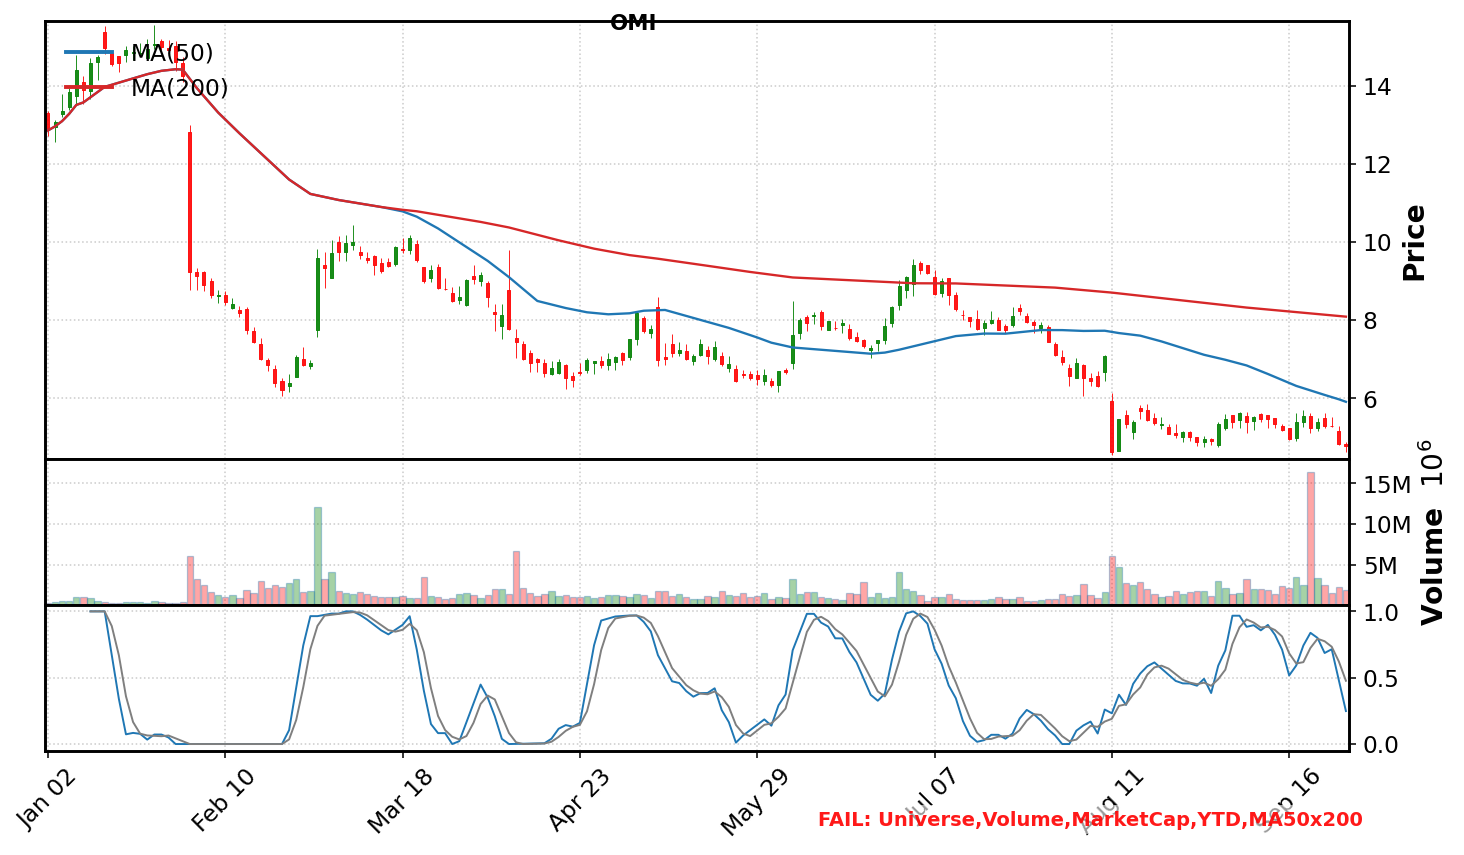 OMI
MA(50)
MA(200)
14
12
10
8
6
Price
15M
10M
5M
Volume 10^6
1.0
0.5
0.0
Jan 02
Feb 10
Mar 18
Apr 23
May 29
Jul 07
Aug 11
Sep 16
FAIL: Universe,Volume,MarketCap,YTD,MA50x200